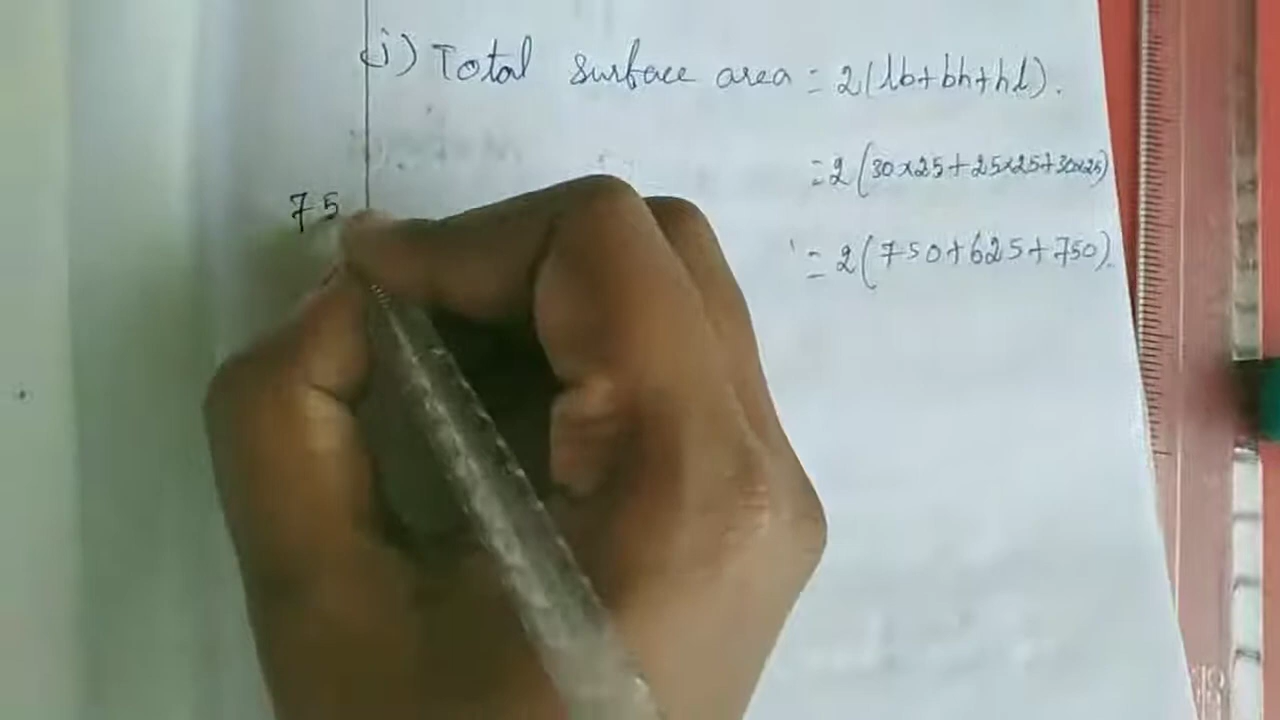 i) Total surface area = 2(lb+bh+hl).
= 2(30×25+25×25+30×25)
= 2(750+625+750).
75